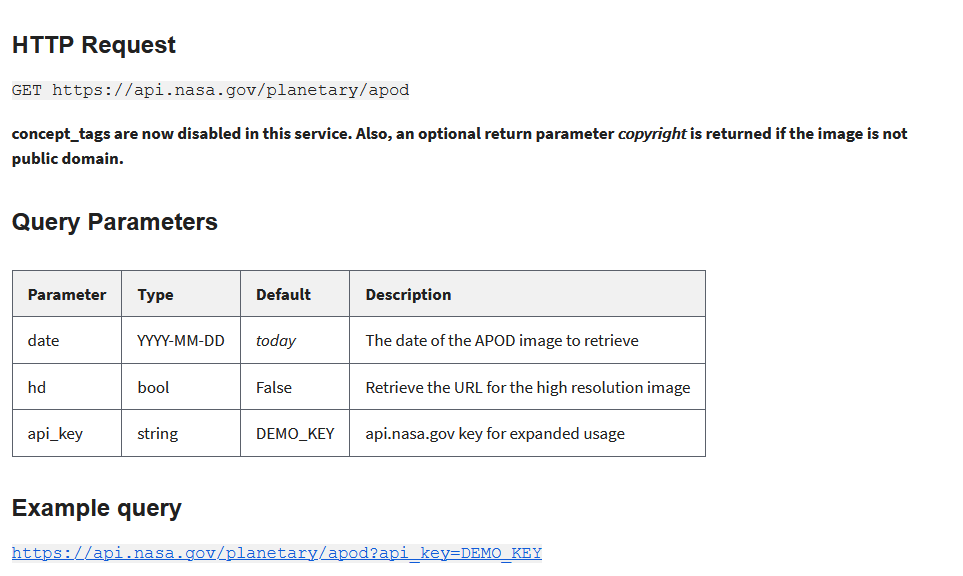 HTTP Request
GET https://api.nasa.gov/planetary/apod
concept_tags are now disabled in this service. Also, an optional return parameter copyright is returned if the image is not
public domain.
Query Parameters
Parameter Type Default Description
date YYYY-MM-DD today The date of the APOD image to retrieve
hd bool False Retrieve the URL for the high resolution image
api_key string DEMO_KEY api.nasa.gov key for expanded usage
Example query
https://api.nasa.gov/planetary/apod?api_key=DEMO_KEY